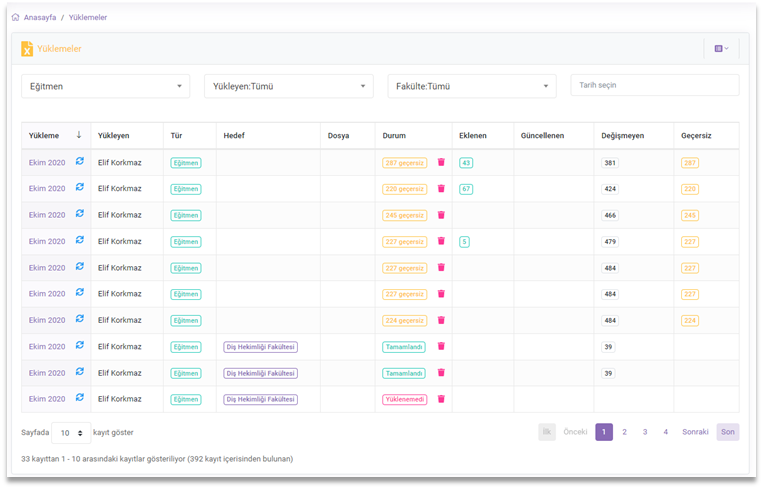 Anasayfa / Yüklemeler
Yüklemeler
Eğitmen Yükleyen:Tümü Fakülte:Tümü Tarih seçin
Yükleme Yükleyen Tür Hedef Dosya Durum Eklenen Güncellenen Değişmeyen Geçersiz
Ekim 2020 Elif Korkmaz Eğitmen 287 geçersiz 43 381 287
Ekim 2020 Elif Korkmaz Eğitmen 220 geçersiz 67 424 220
Ekim 2020 Elif Korkmaz Eğitmen 245 geçersiz 466 245
Ekim 2020 Elif Korkmaz Eğitmen 227 geçersiz 5 479 227
Ekim 2020 Elif Korkmaz Eğitmen 227 geçersiz 484 227
Ekim 2020 Elif Korkmaz Eğitmen 227 geçersiz 484 227
Ekim 2020 Elif Korkmaz Eğitmen 224 geçersiz 484 224
Ekim 2020 Elif Korkmaz Eğitmen Diş Hekimliği Fakültesi Tamamlandı 39
Ekim 2020 Elif Korkmaz Eğitmen Diş Hekimliği Fakültesi Tamamlandı 39
Ekim 2020 Elif Korkmaz Eğitmen Diş Hekimliği Fakültesi Yüklenemedi
Sayfada 10 kayıt göster İlk Önceki 1 2 3 4 Sonraki Son
33 kayıttan 1 - 10 arasındaki kayıtlar gösteriliyor (392 kayıt içerisinden bulunan)